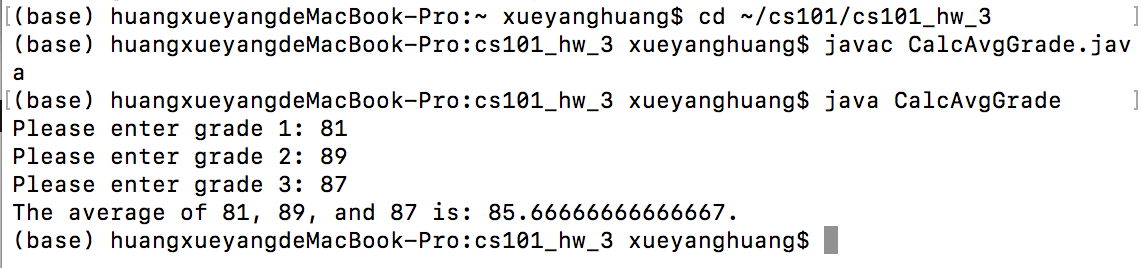 [(base) huangxueyangdeMacBook-Pro:~ xueyanghuang$ cd ~/cs101/cs101_hw_3 ]
(base) huangxueyangdeMacBook-Pro:cs101_hw_3 xueyanghuang$ javac CalcAvgGrade.jav
a
[(base) huangxueyangdeMacBook-Pro:cs101_hw_3 xueyanghuang$ java CalcAvgGrade ]
Please enter grade 1: 81
Please enter grade 2: 89
Please enter grade 3: 87
The average of 81, 89, and 87 is: 85.66666666666667.
(base) huangxueyangdeMacBook-Pro:cs101_hw_3 xueyanghuang$